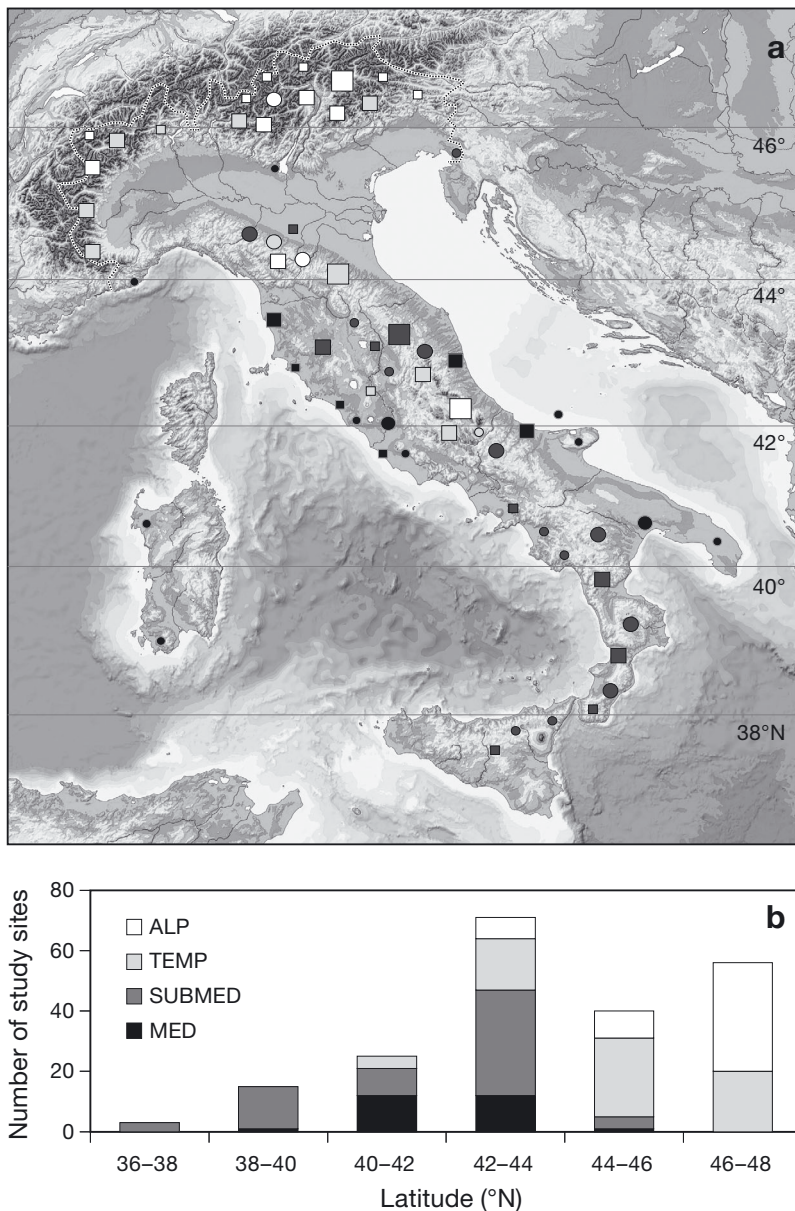 a
46°
44°
42°
40°
38°N
b
80
60
40
20
0
Number of study sites
ALP
TEMP
SUBMED
MED
36–38
38–40
40–42
42–44
44–46
46–48
Latitude (°N)